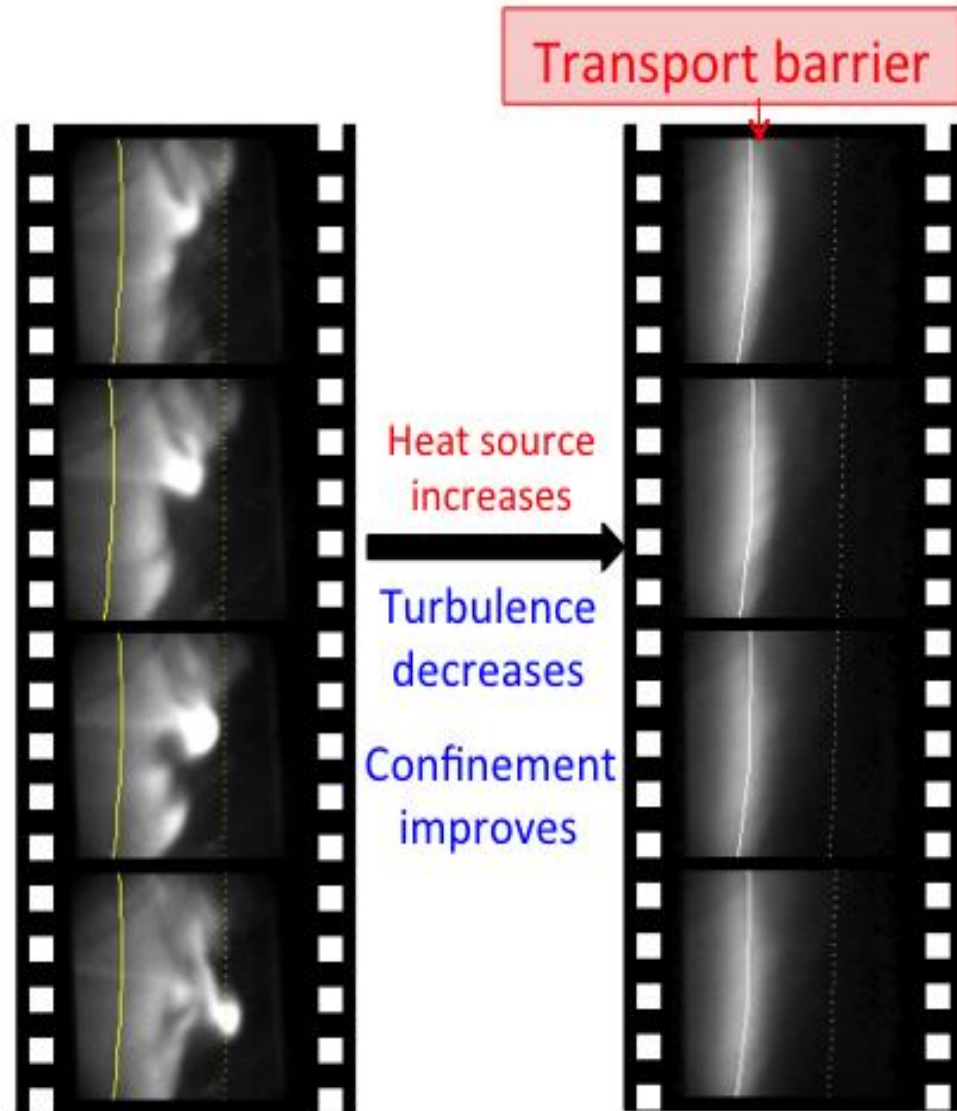 Transport barrier
Heat source
increases
Turbulence
decreases
Confinement
improves